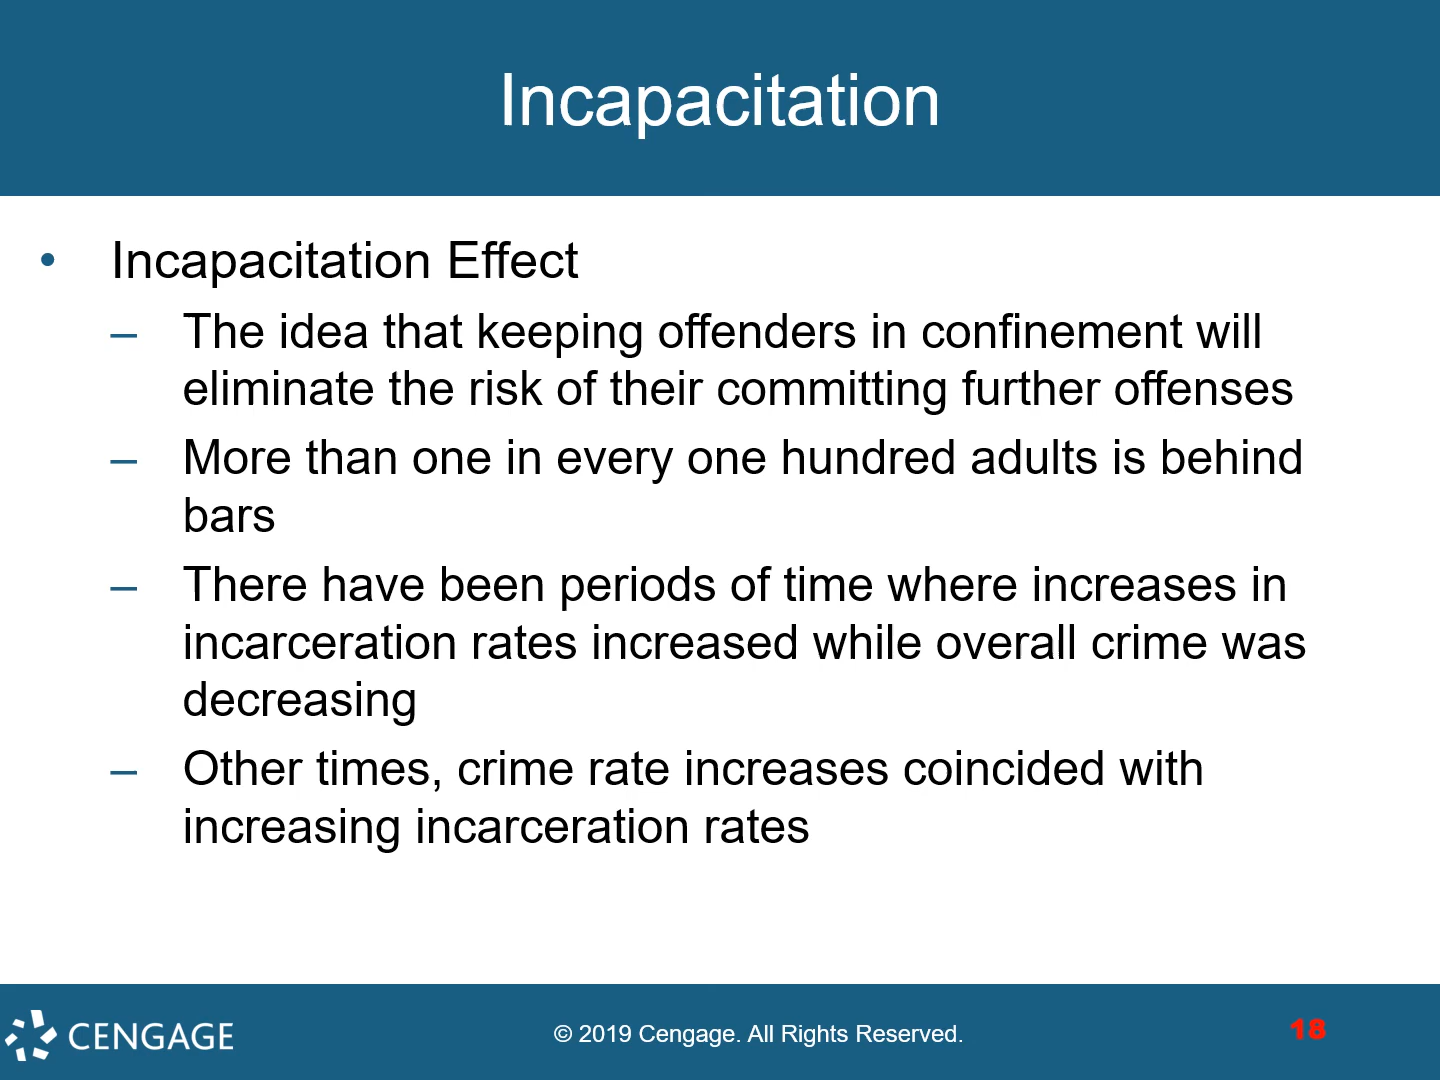 Incapacitation
• Incapacitation Effect
– The idea that keeping offenders in confinement will
eliminate the risk of their committing further offenses
– More than one in every one hundred adults is behind
bars
– There have been periods of time where increases in
incarceration rates increased while overall crime was
decreasing
– Other times, crime rate increases coincided with
increasing incarceration rates
CENGAGE
© 2019 Cengage. All Rights Reserved.
18